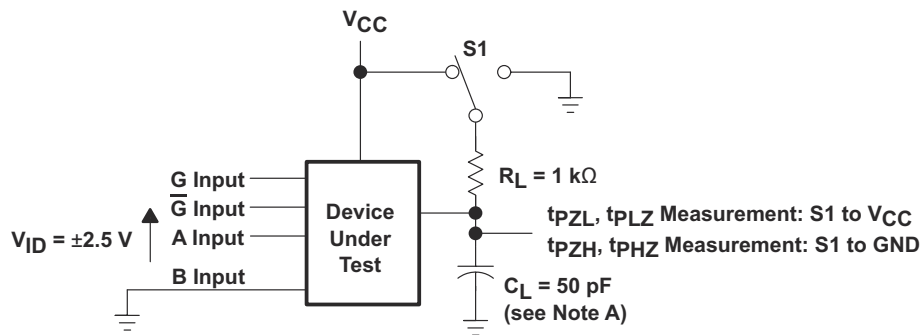 VCC
S1
G Input
G̅ Input
A Input
B Input
VID = ±2.5 V
Device
Under
Test
RL = 1 kΩ
tPZL, tPLZ Measurement: S1 to VCC
tPZH, tPHZ Measurement: S1 to GND
CL = 50 pF
(see Note A)